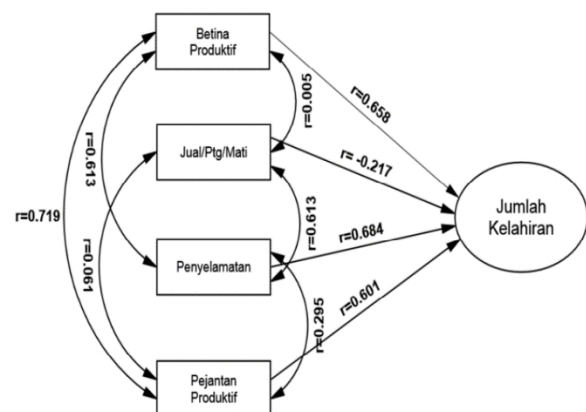 Betina
Produktif
r=0.658
r=0.005
Jual/Ptg/Mati
r= -0.217
r=0.613
r=0.719
r=0.613
Jumlah
Kelahiran
r=0.684
Penyelamatan
r=0.061
r=0.601
r=0.295
Pejantan
Produktif